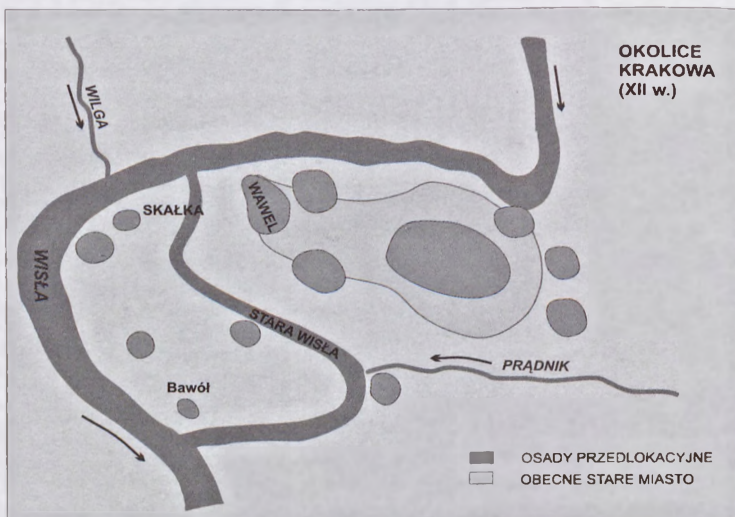 OKOLICE
KRAKOWA
(XII w.)
WILGA
SKAŁKA
WAWEL
WISŁA
STARA WISŁA
PRĄDNIK
Bawół
OSADY PRZEDLOKACYJNE
OBECNE STARE MIASTO